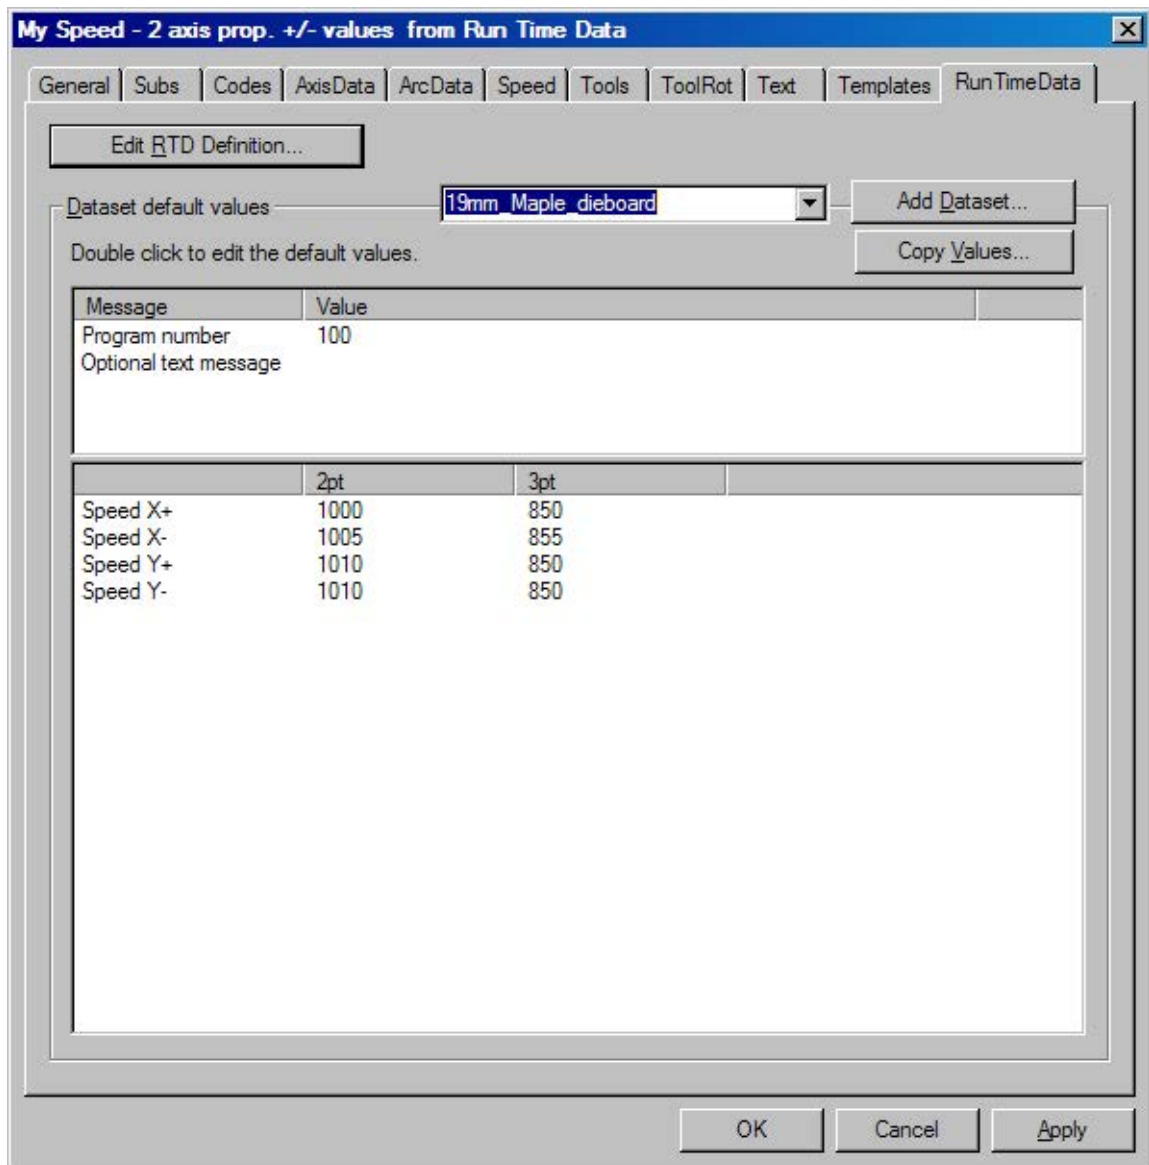 My Speed - 2 axis prop. +/- values from Run Time Data
General Subs Codes AxisData ArcData Speed Tools ToolRot Text Templates RunTimeData
Edit RTD Definition...
Dataset default values 19mm_Maple_dieboard Add Dataset...
Double click to edit the default values. Copy Values...
Message Value
Program number 100
Optional text message
2pt 3pt
Speed X+ 1000 850
Speed X- 1005 855
Speed Y+ 1010 850
Speed Y- 1010 850
OK Cancel Apply